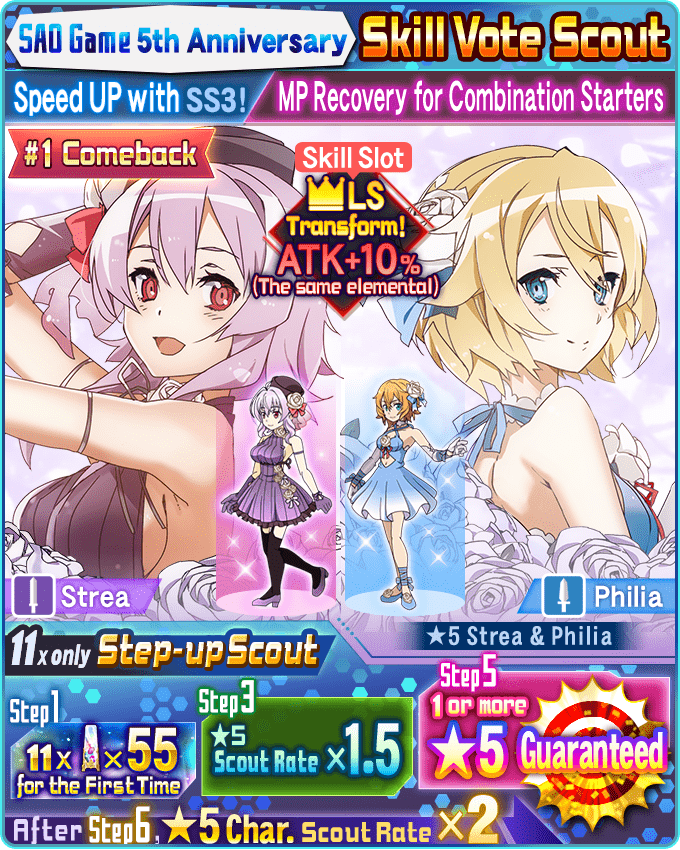 SAO Game 5th Anniversary Skill Vote Scout
Speed UP with SS3! MP Recovery for Combination Starters
#1 Comeback
Skill Slot
LS
Transform!
ATK+10%
(The same elemental)
Strea
Philia
★5 Strea & Philia
11x only Step-up Scout
Step1
11x ×55
for the First Time
Step3
★5
Scout Rate ×1.5
Step5
1 or more
★5 Guaranteed
After Step6, ★5 Char. Scout Rate ×2